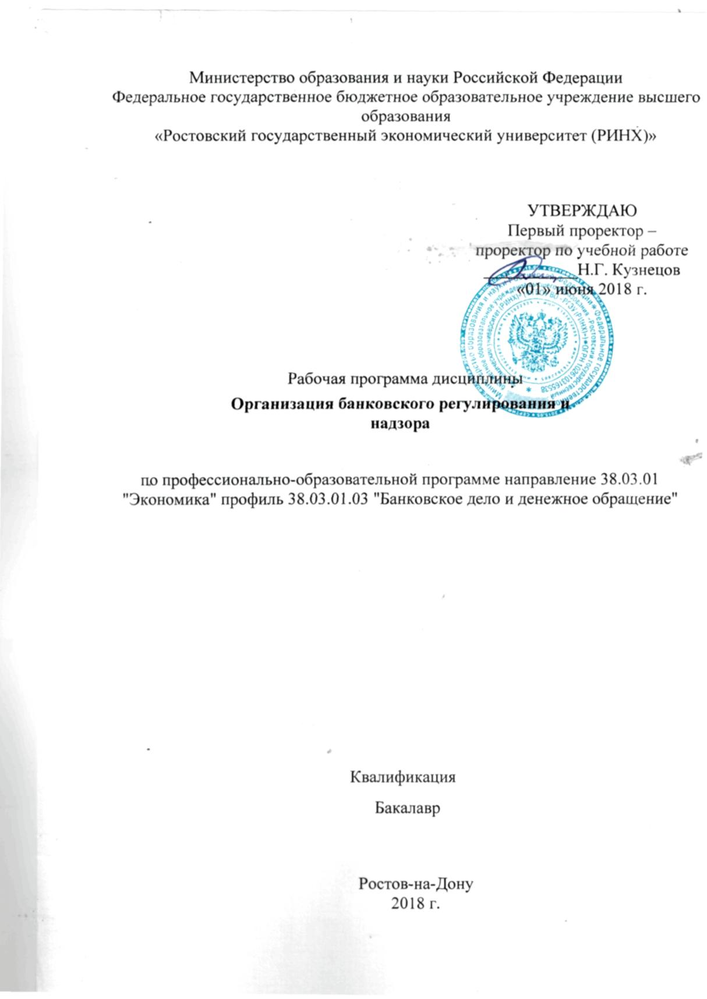 Министерство образования и науки Российской Федерации
Федеральное государственное бюджетное образовательное учреждение высшего
образования
«Ростовский государственный экономический университет (РИНХ)»
УТВЕРЖДАЮ
Первый проректор –
проректор по учебной работе
Н.Г. Кузнецов
«01» июня 2018 г.
Рабочая программа дисциплины
Организация банковского регулирования и
надзора
по профессионально-образовательной программе направление 38.03.01
"Экономика" профиль 38.03.01.03 "Банковское дело и денежное обращение"
Квалификация
Бакалавр
Ростов-на-Дону
2018 г.